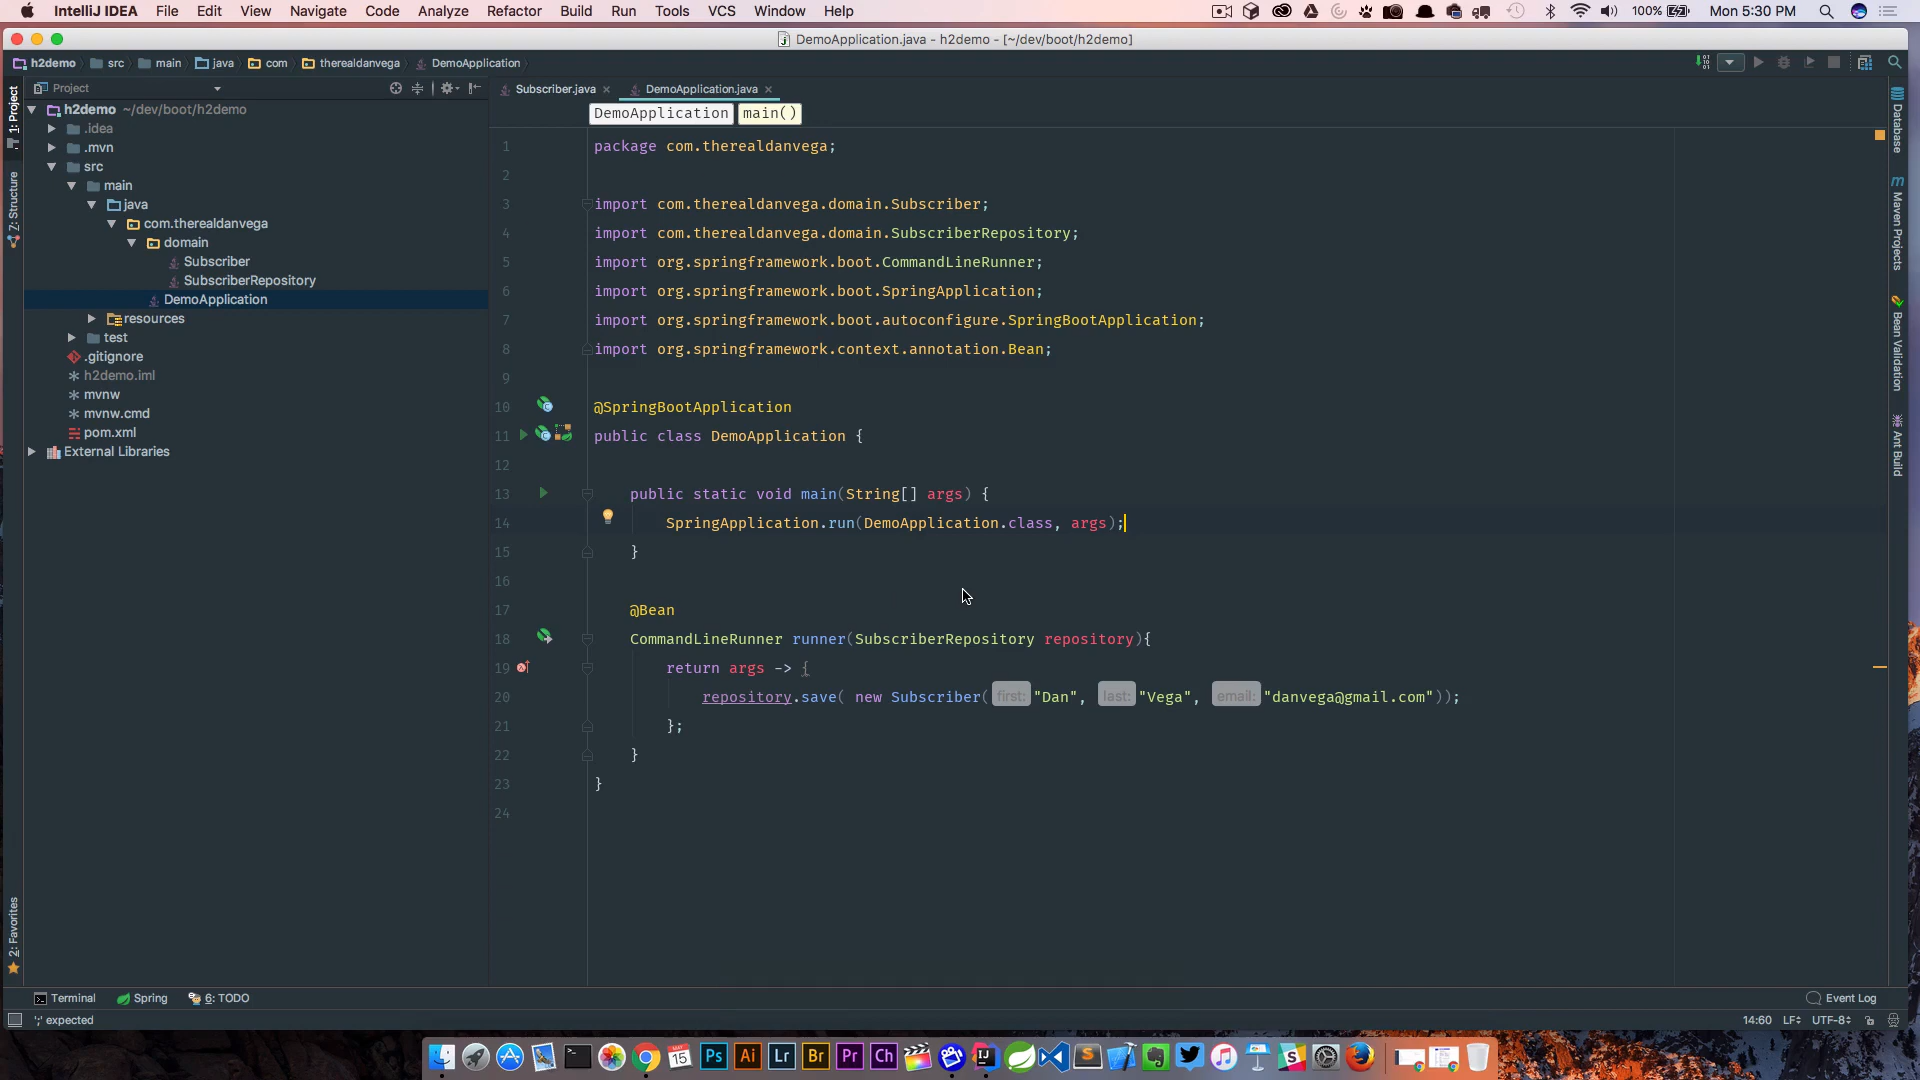 IntelliJ IDEA File Edit View Navigate Code Analyze Refactor Build Run Tools VCS Window Help 100% Mon 5:30 PM
DemoApplication.java - h2demo - [~/dev/boot/h2demo]
h2demo src main java com therealdanvega DemoApplication
Project
Subscriber.java DemoApplication.java
DemoApplication main()
h2demo ~/dev/boot/h2demo
.idea
.mvn
src
main
java
com.therealdanvega
domain
Subscriber
SubscriberRepository
DemoApplication
resources
test
.gitignore
h2demo.iml
mvnw
mvnw.cmd
pom.xml
External Libraries
1: Project
Z: Structure
2: Favorites
1 package com.therealdanvega;
2
3 import com.therealdanvega.domain.Subscriber;
4 import com.therealdanvega.domain.SubscriberRepository;
5 import org.springframework.boot.CommandLineRunner;
6 import org.springframework.boot.SpringApplication;
7 import org.springframework.boot.autoconfigure.SpringBootApplication;
8 import org.springframework.context.annotation.Bean;
9
10 @SpringBootApplication
11 public class DemoApplication {
12
13 public static void main(String[] args) {
14 SpringApplication.run(DemoApplication.class, args);
15 }
16
17 @Bean
18 CommandLineRunner runner(SubscriberRepository repository){
19 return args -> {
20 repository.save( new Subscriber( first: "Dan", last: "Vega", email: "danvega@gmail.com"));
21 };
22 }
23 }
24
Database
Maven Projects
Bean Validation
Ant Build
Terminal Spring 6: TODO Event Log
';' expected 14:60 LF UTF-8
15 Ps Ai Lr Br Pr Ch IJ